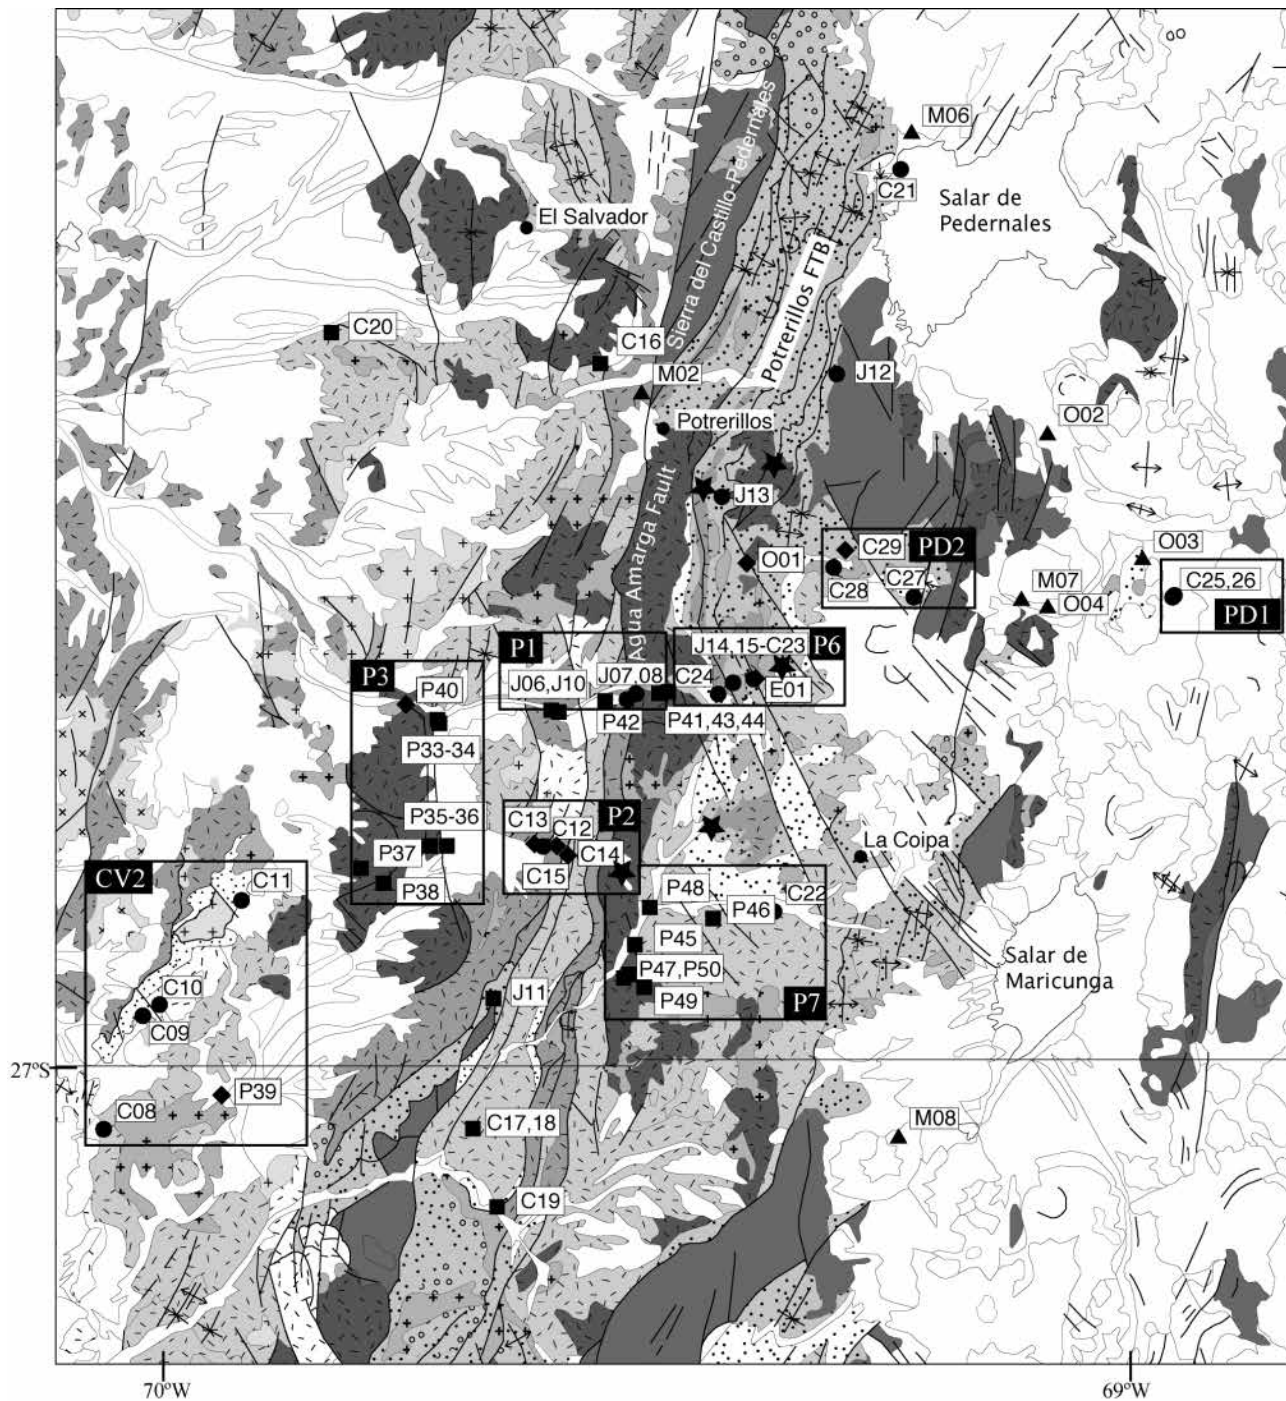 M06
C21
Salar de
Pedernales
El Salvador
Sierra del Castillo-Pedernales
Potrerillos FTB
C20
C16
M02
J12
Potrerillos
O02
J13
Agua Amarga Fault
O01
C29
PD2
C28
C27
O03
M07
O04
C25,26
PD1
P1
J14,15-C23
P6
P3
J06,J10
J07,08
C24
E01
P40
P42
P41,43,44
P33-34
P35-36
C13
C12
P2
C14
C15
La Coipa
P37
P38
CV2
C11
P48
P46
C22
P45
P47,P50
P49
P7
Salar de
Maricunga
J11
C10
C09
27ºS
P39
C08
C17,18
M08
C19
70ºW
69ºW